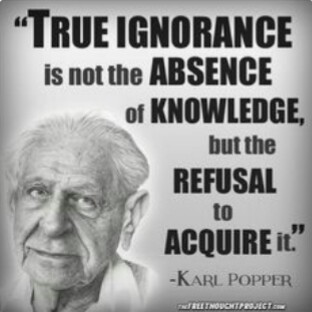 “TRUE IGNORANCE
is not the ABSENCE
of KNOWLEDGE,
but the
REFUSAL
to
ACQUIRE it.”
-KARL POPPER
THEFREETHOUGHTPROJECT.COM